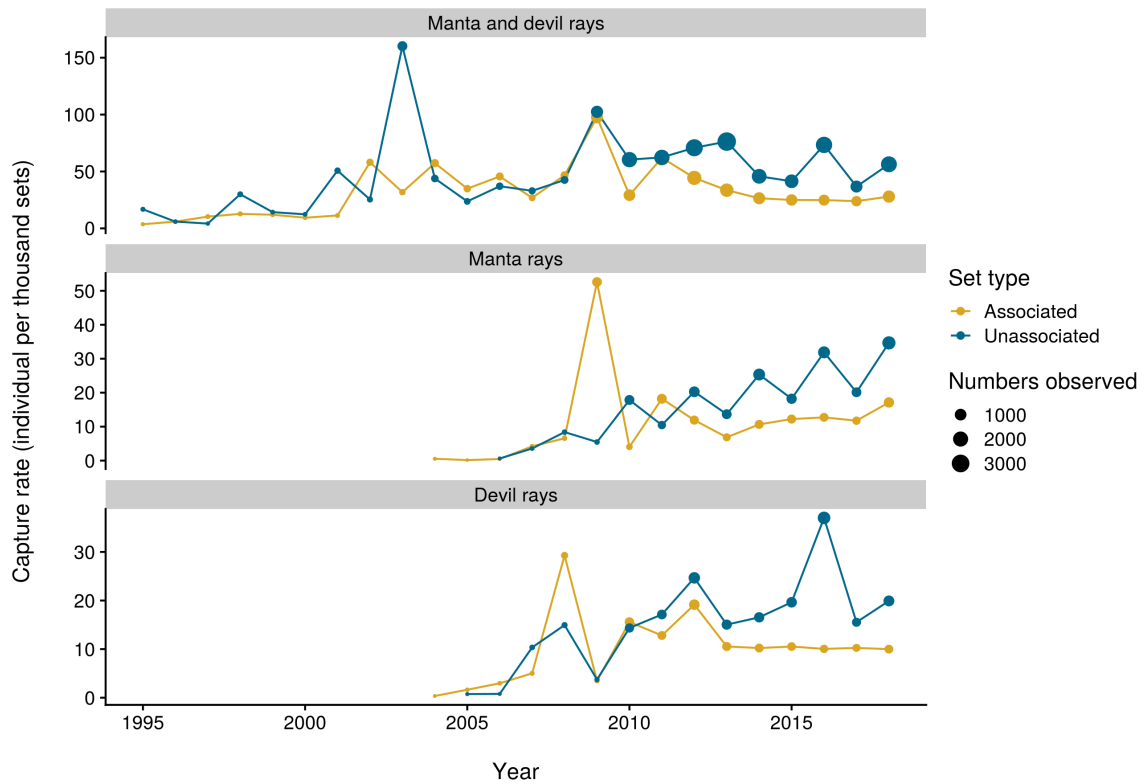 Manta and devil rays
150
100
50
0
Manta rays
50
40
30
20
10
0
Devil rays
30
20
10
0
1995 2000 2005 2010 2015
Year
Capture rate (individual per thousand sets)
Set type
Associated
Unassociated
Numbers observed
1000
2000
3000